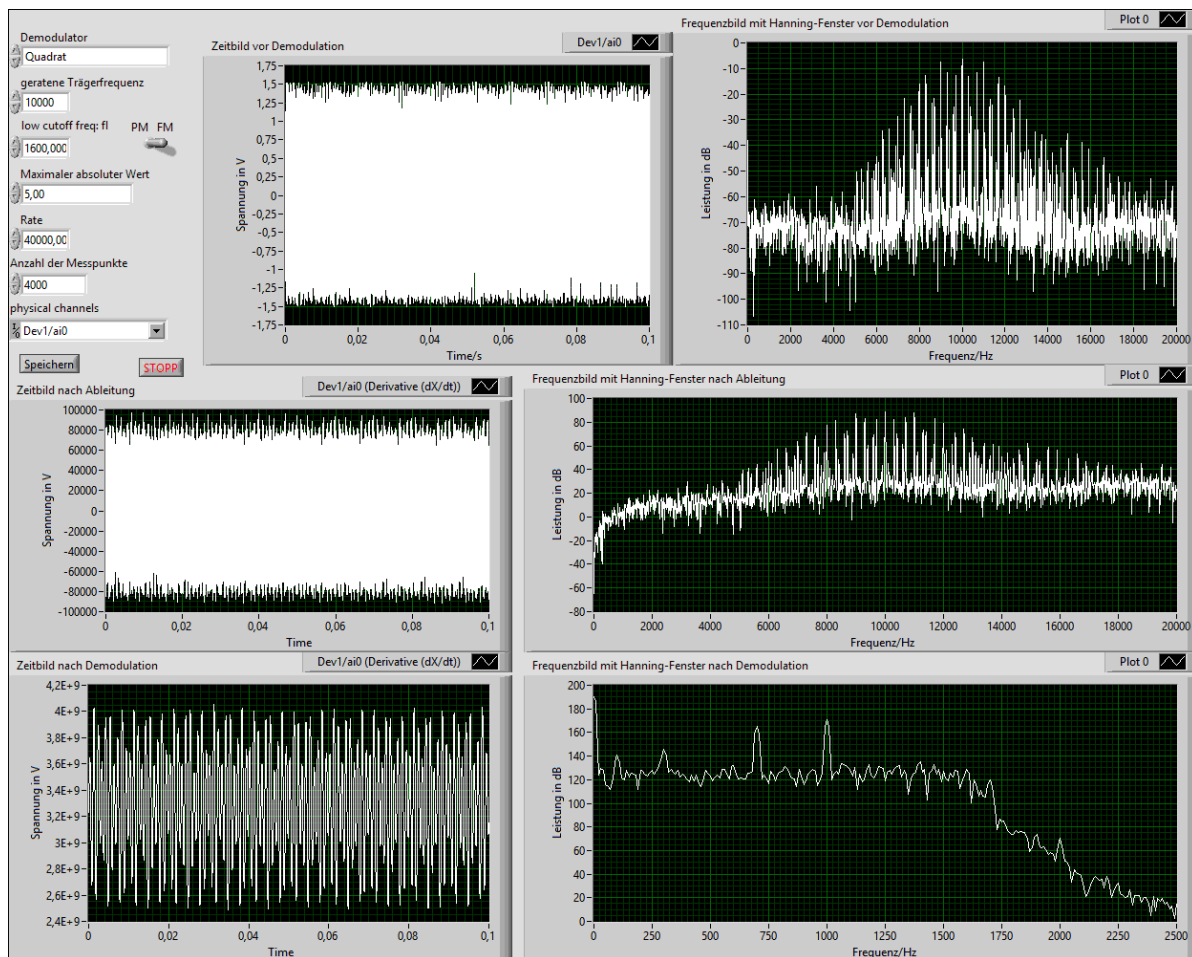 Demodulator
Quadrat
geratene Trägerfrequenz
10000
low cutoff freq: fl PM FM
1600,000
Maximaler absoluter Wert
5,00
Rate
40000,00
Anzahl der Messpunkte
4000
physical channels
Dev1/ai0
Speichern STOPP
Zeitbild vor Demodulation Dev1/ai0
Spannung in V
1,75
1,5
1,25
1
0,75
0,5
0,25
0
-0,25
-0,5
-0,75
-1
-1,25
-1,5
-1,75
0 0,02 0,04 0,06 0,08 0,1
Time/s
Frequenzbild mit Hanning-Fenster vor Demodulation Plot 0
Leistung in dB
0
-10
-20
-30
-40
-50
-60
-70
-80
-90
-100
-110
0 2000 4000 6000 8000 10000 12000 14000 16000 18000 20000
Frequenz/Hz
Zeitbild nach Ableitung Dev1/ai0 (Derivative (dX/dt))
Spannung in V
100000
80000
60000
40000
20000
0
-20000
-40000
-60000
-80000
-100000
0 0,02 0,04 0,06 0,08 0,1
Time
Frequenzbild mit Hanning-Fenster nach Ableitung Plot 0
Leistung in dB
100
80
60
40
20
0
-20
-40
-60
-80
0 2000 4000 6000 8000 10000 12000 14000 16000 18000 20000
Frequenz/Hz
Zeitbild nach Demodulation Dev1/ai0 (Derivative (dX/dt))
Spannung in V
4,2E+9
4E+9
3,8E+9
3,6E+9
3,4E+9
3,2E+9
3E+9
2,8E+9
2,6E+9
2,4E+9
0 0,02 0,04 0,06 0,08 0,1
Time
Frequenzbild mit Hanning-Fenster nach Demodulation Plot 0
Leistung in dB
200
180
160
140
120
100
80
60
40
20
0
0 250 500 750 1000 1250 1500 1750 2000 2250 2500
Frequenz/Hz